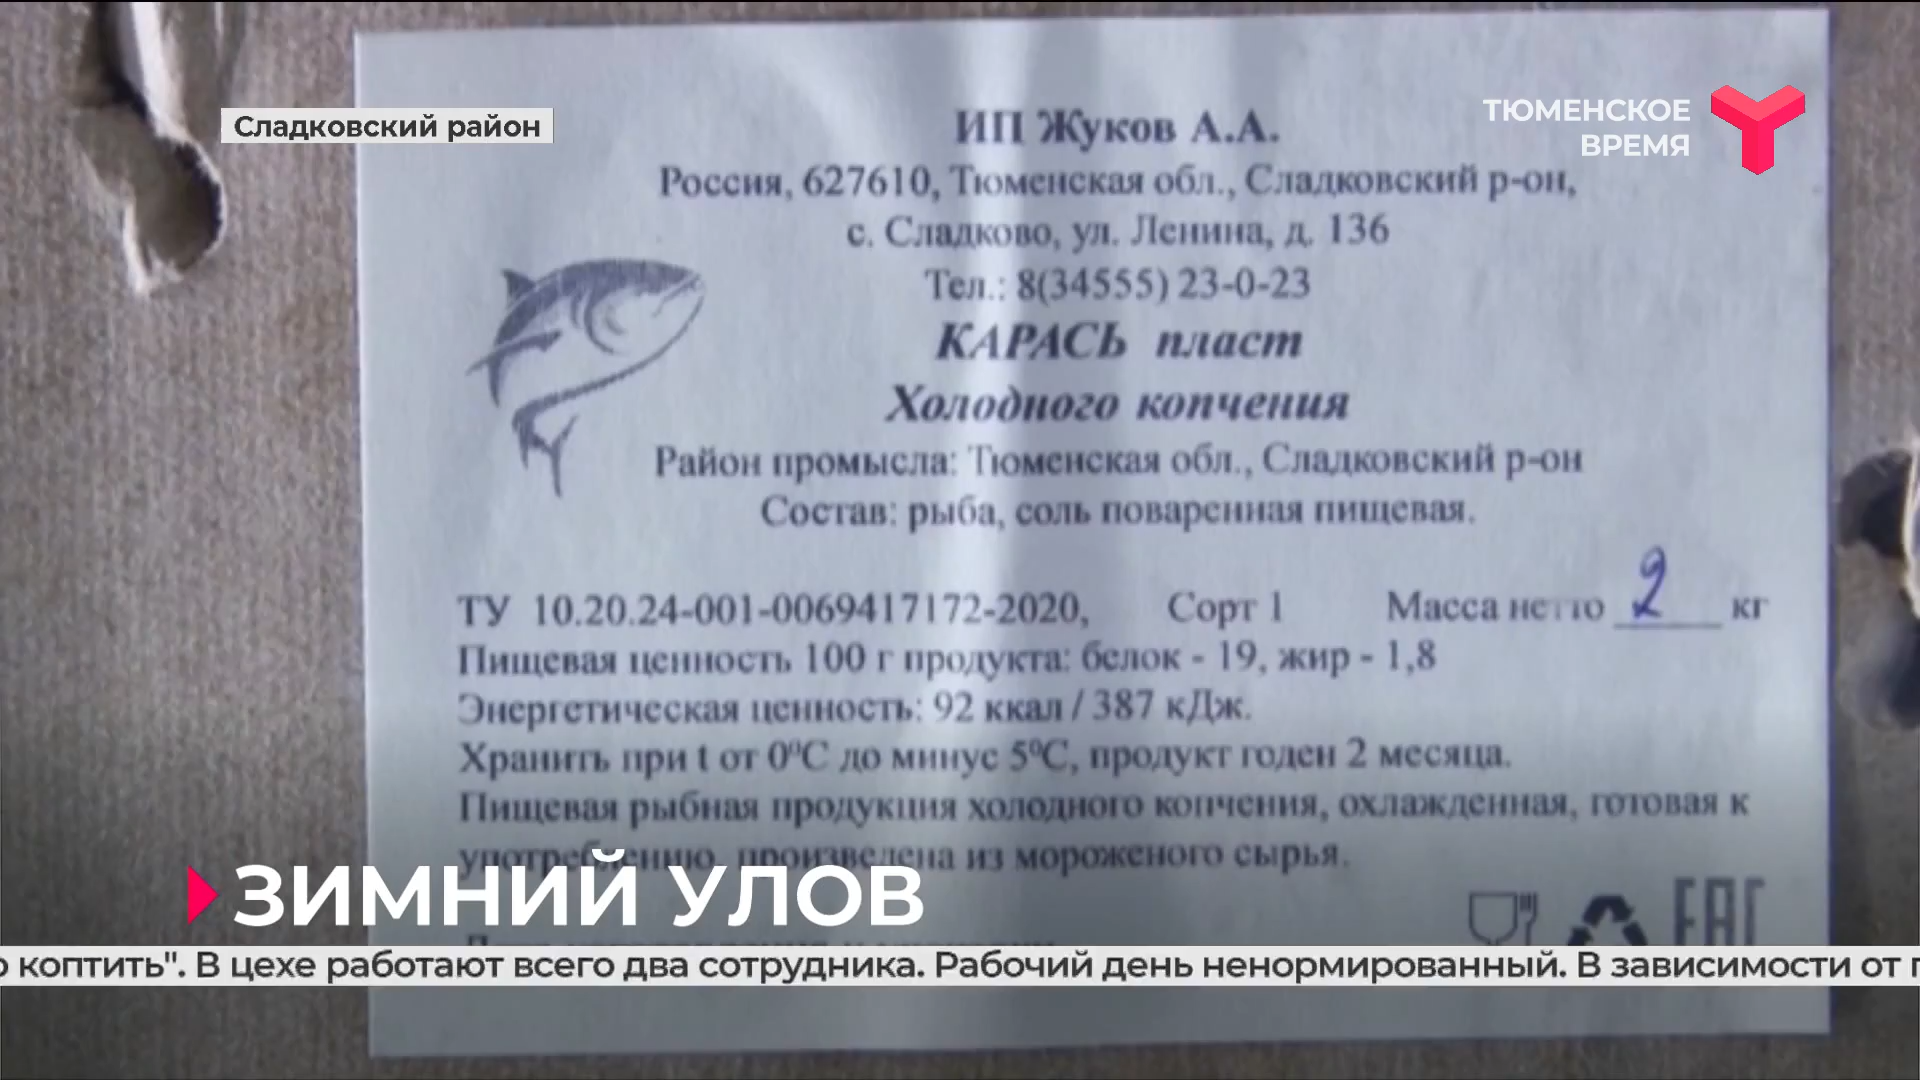 Сладковский район
ТЮМЕНСКОЕ
ВРЕМЯ
ИП Жуков А.А.
Россия, 627610, Тюменская обл., Сладковский р-он,
с. Сладково, ул. Ленина, д. 136
Тел.: 8(34555) 23-0-23
КАРАСЬ пласт
Холодного копчения
Район промысла: Тюменская обл., Сладковский р-он
Состав: рыба, соль поваренная пищевая.
ТУ 10.20.24-001-0069417172-2020, Сорт 1 Масса нетто 2 кг
Пищевая ценность 100 г продукта: белок - 19, жир - 1,8
Энергетическая ценность: 92 ккал / 387 кДж.
Хранить при t от 0⁰С до минус 5⁰С, продукт годен 2 месяца.
Пищевая рыбная продукция холодного копчения, охлажденная, готовая к
употреблению, произведена из мороженого сырья.
ЗИМНИЙ УЛОВ
EAC
коптить". В цехе работают всего два сотрудника. Рабочий день ненормированный. В зависимости от